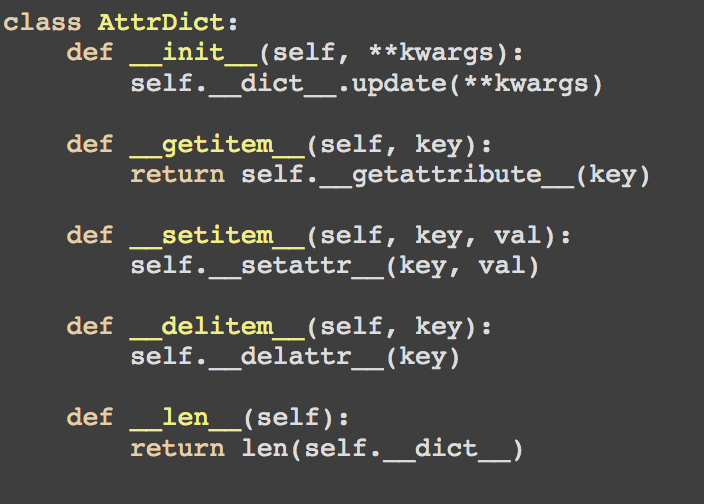 class AttrDict:
    def __init__(self, **kwargs):
        self.__dict__.update(**kwargs)

    def __getitem__(self, key):
        return self.__getattribute__(key)

    def __setitem__(self, key, val):
        self.__setattr__(key, val)

    def __delitem__(self, key):
        self.__delattr__(key)

    def __len__(self):
        return len(self.__dict__)